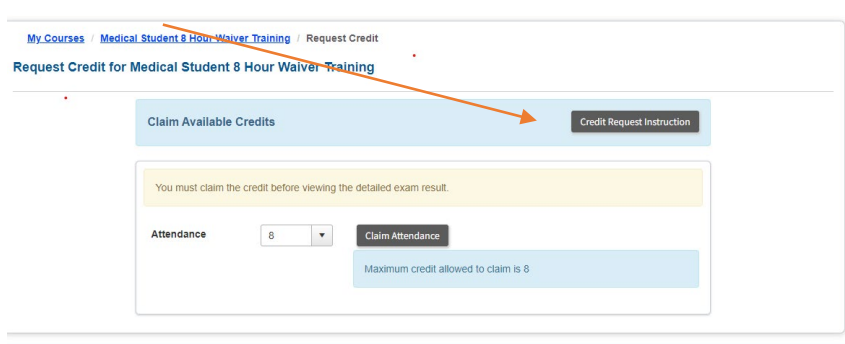 My Courses / Medical Student 8 Hour Waiver Training / Request Credit
Request Credit for Medical Student 8 Hour Waiver Training
Claim Available Credits
Credit Request Instruction
You must claim the credit before viewing the detailed exam result.
Attendance 8 Claim Attendance
Maximum credit allowed to claim is 8